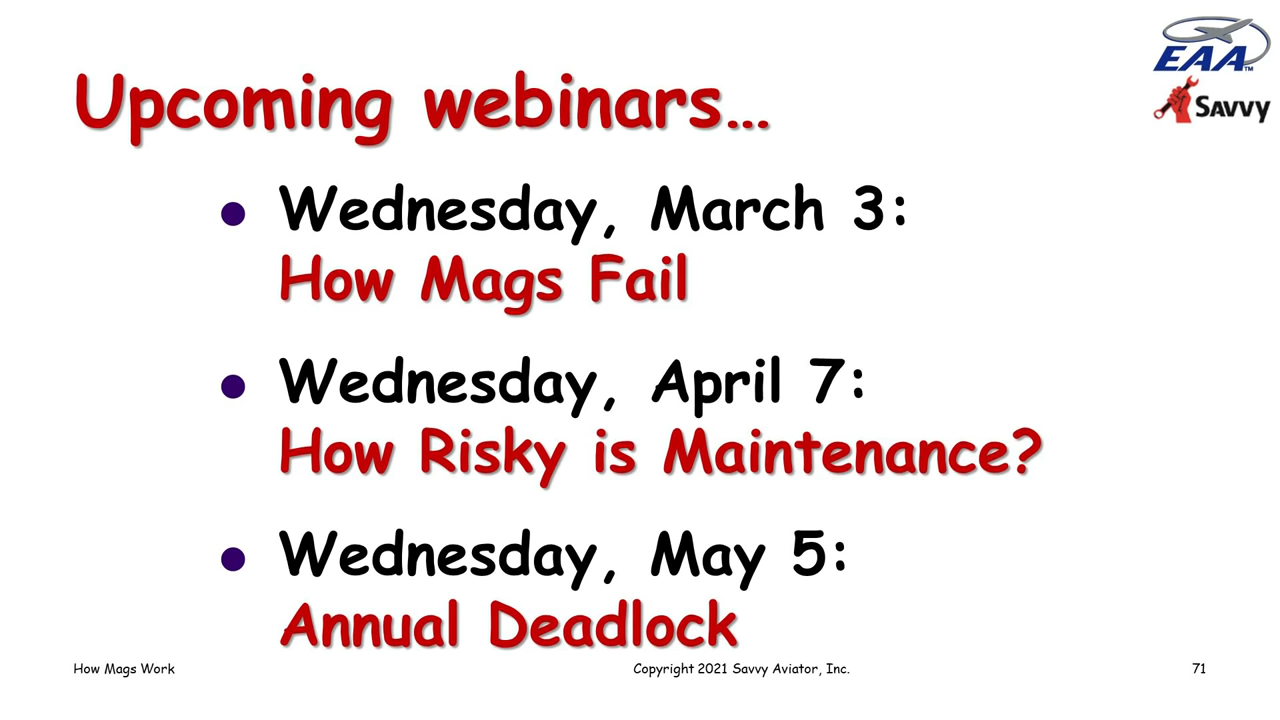 EAA™
SAVVY
Upcoming webinars…
Wednesday, March 3:
How Mags Fail
Wednesday, April 7:
How Risky is Maintenance?
Wednesday, May 5:
Annual Deadlock
How Mags Work
Copyright 2021 Savvy Aviator, Inc.
71